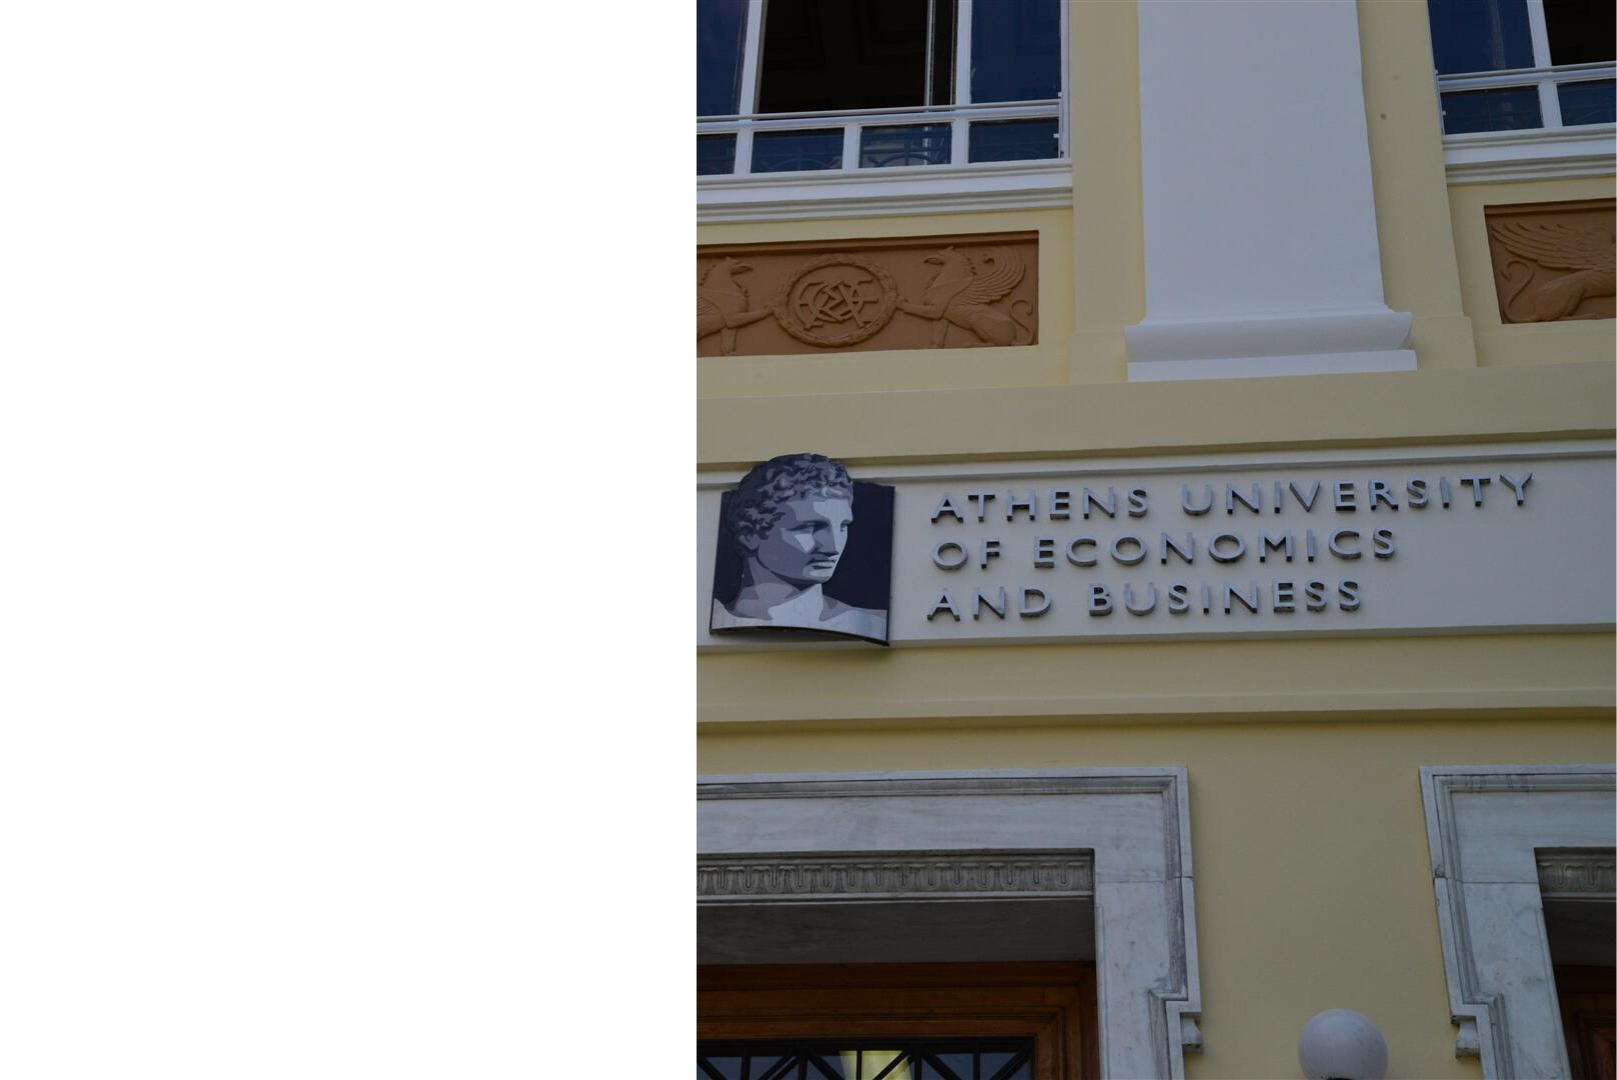 ATHENS UNIVERSITY
OF ECONOMICS
AND BUSINESS